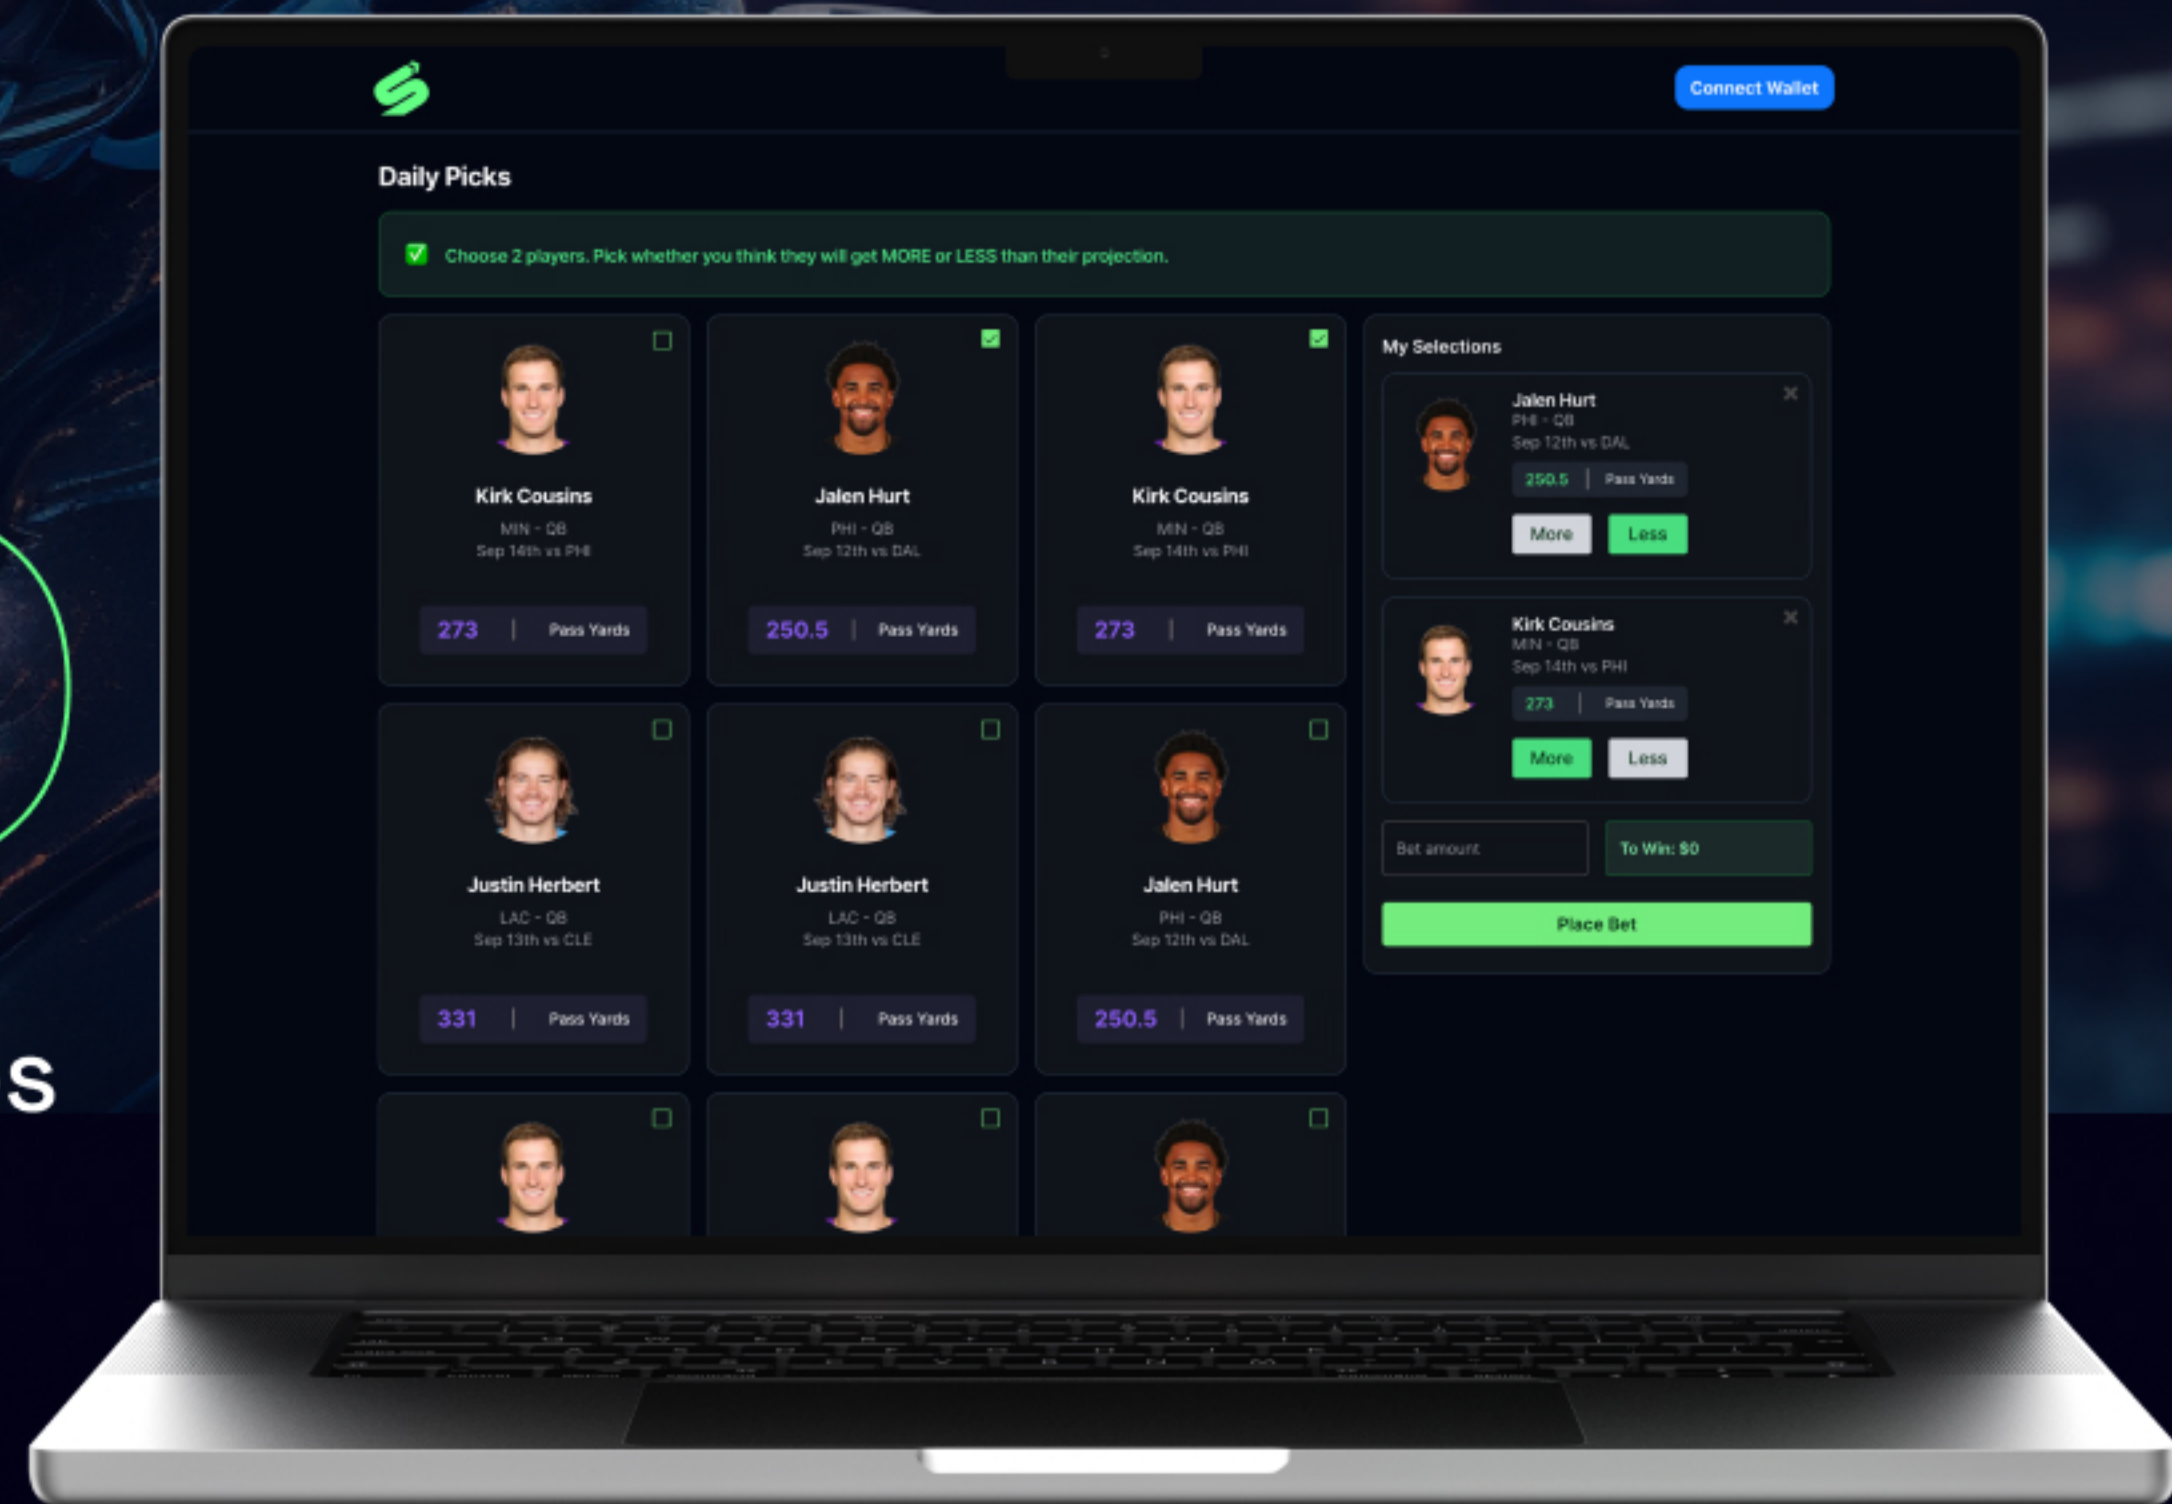 Connect Wallet
Daily Picks
Choose 2 players. Pick whether you think they will get MORE or LESS than their projection.
Kirk Cousins
MIN - QB
Sep 14th vs PHI
273 | Pass Yards
Jalen Hurt
PHI - QB
Sep 12th vs DAL
250.5 | Pass Yards
Kirk Cousins
MIN - QB
Sep 14th vs PHI
273 | Pass Yards
Justin Herbert
LAC - QB
Sep 13th vs CLE
331 | Pass Yards
Justin Herbert
LAC - QB
Sep 13th vs CLE
331 | Pass Yards
Jalen Hurt
PHI - QB
Sep 12th vs DAL
250.5 | Pass Yards
My Selections
Jalen Hurt
PHI - QB
Sep 12th vs DAL
250.5 | Pass Yards
More Less
Kirk Cousins
MIN - QB
Sep 14th vs PHI
273 | Pass Yards
More Less
Bet amount To Win: $0
Place Bet
s